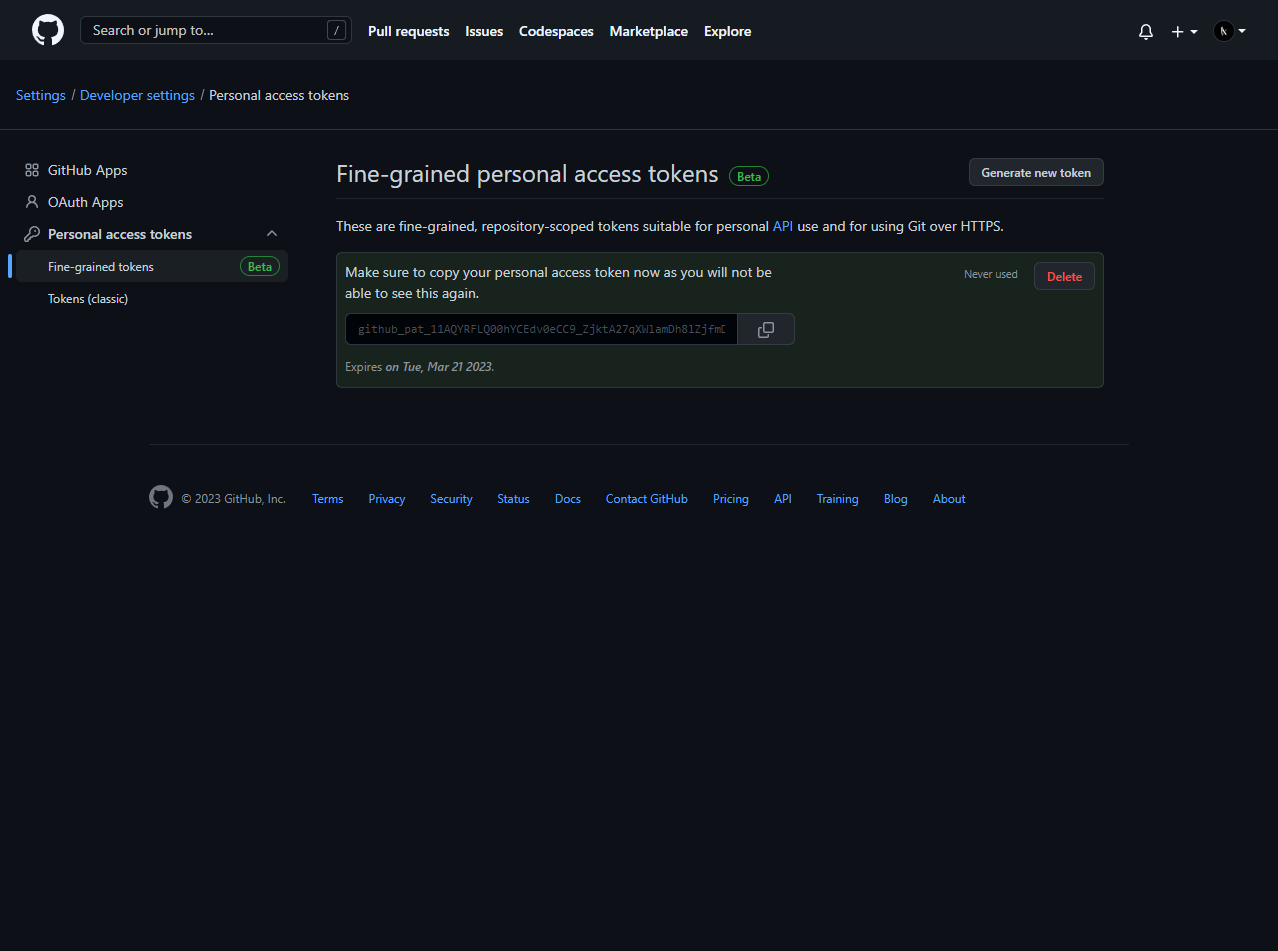 Search or jump to... /
Pull requests Issues Codespaces Marketplace Explore
Settings / Developer settings / Personal access tokens
GitHub Apps
OAuth Apps
Personal access tokens
Fine-grained tokens Beta
Tokens (classic)
Fine-grained personal access tokens Beta
Generate new token
These are fine-grained, repository-scoped tokens suitable for personal API use and for using Git over HTTPS.
Make sure to copy your personal access token now as you will not be
able to see this again.
Never used
Delete
Expires on Tue, Mar 21 2023.
© 2023 GitHub, Inc. Terms Privacy Security Status Docs Contact GitHub Pricing API Training Blog About